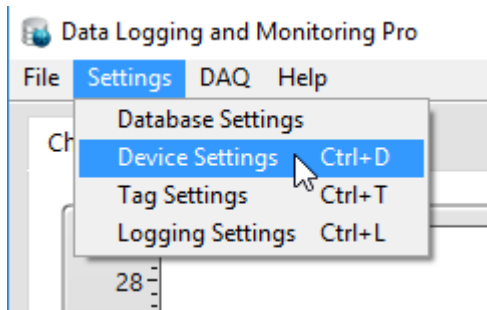 Data Logging and Monitoring Pro
File Settings DAQ Help
Database Settings
Ch
Device Settings Ctrl+D
Tag Settings Ctrl+T
Logging Settings Ctrl+L
28